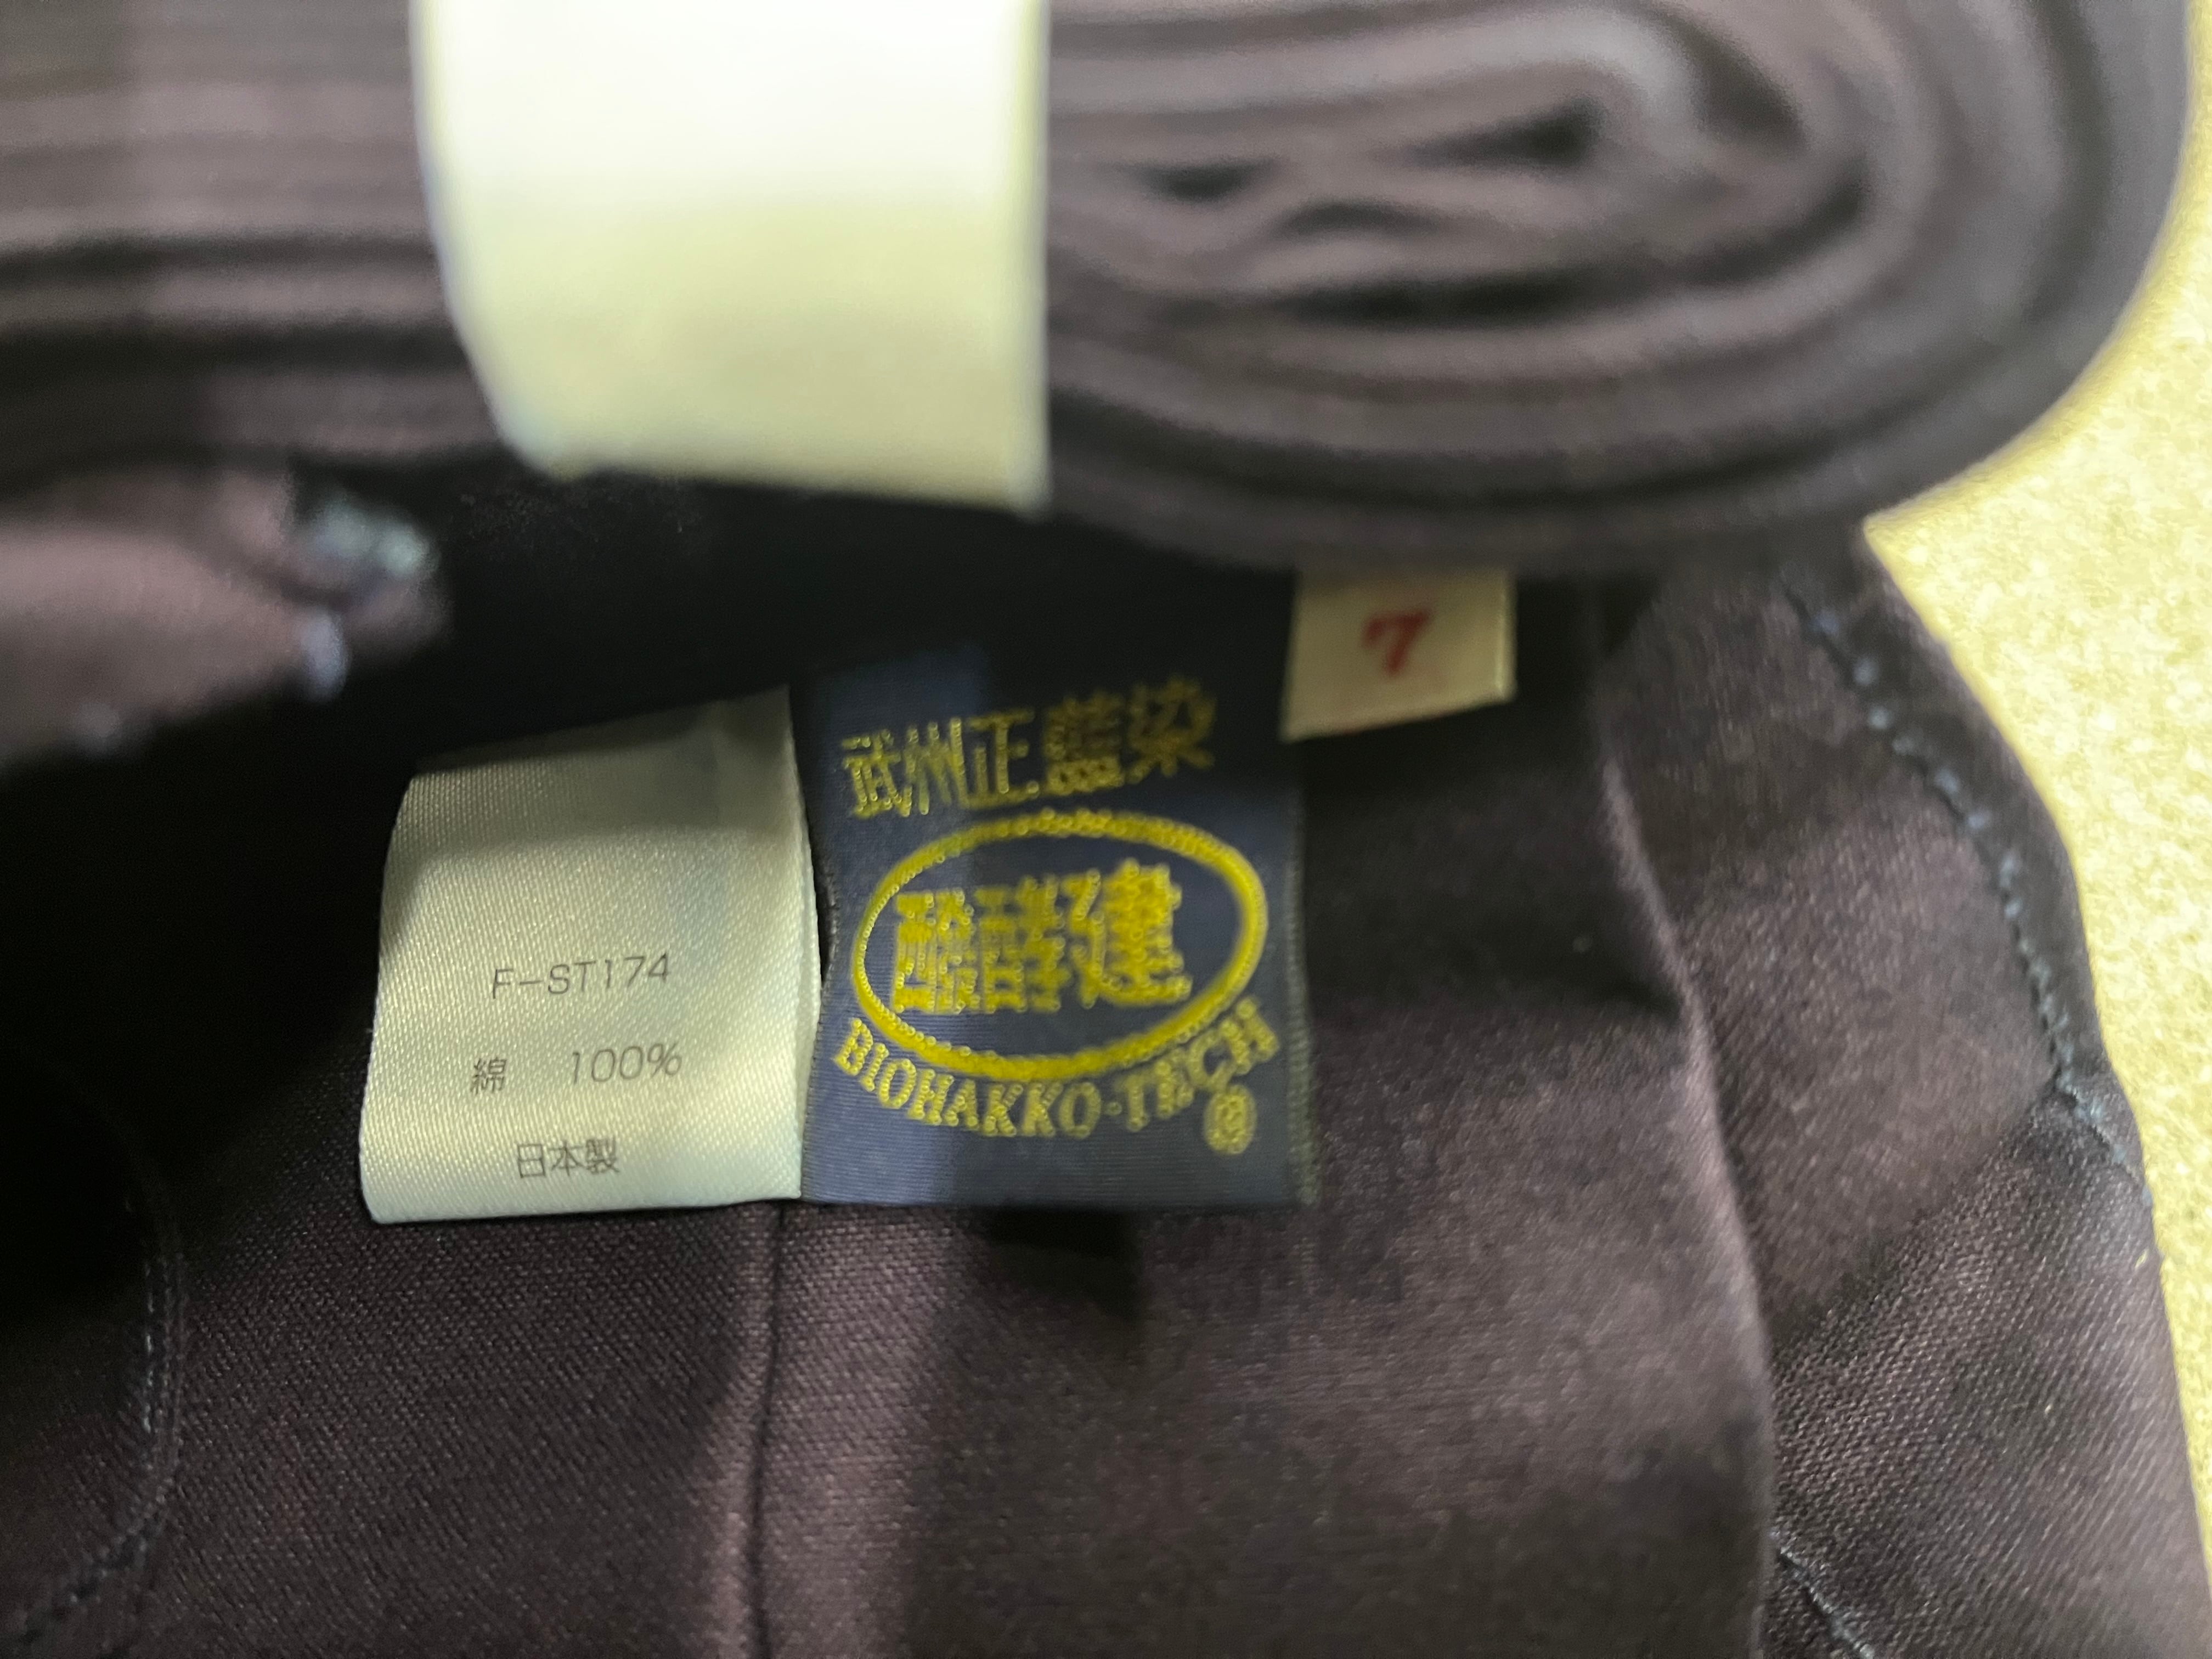 7
武州正藍染
醗酵建
BIOHAKKO-TECH
®
F-ST174
綿 100%
日本製